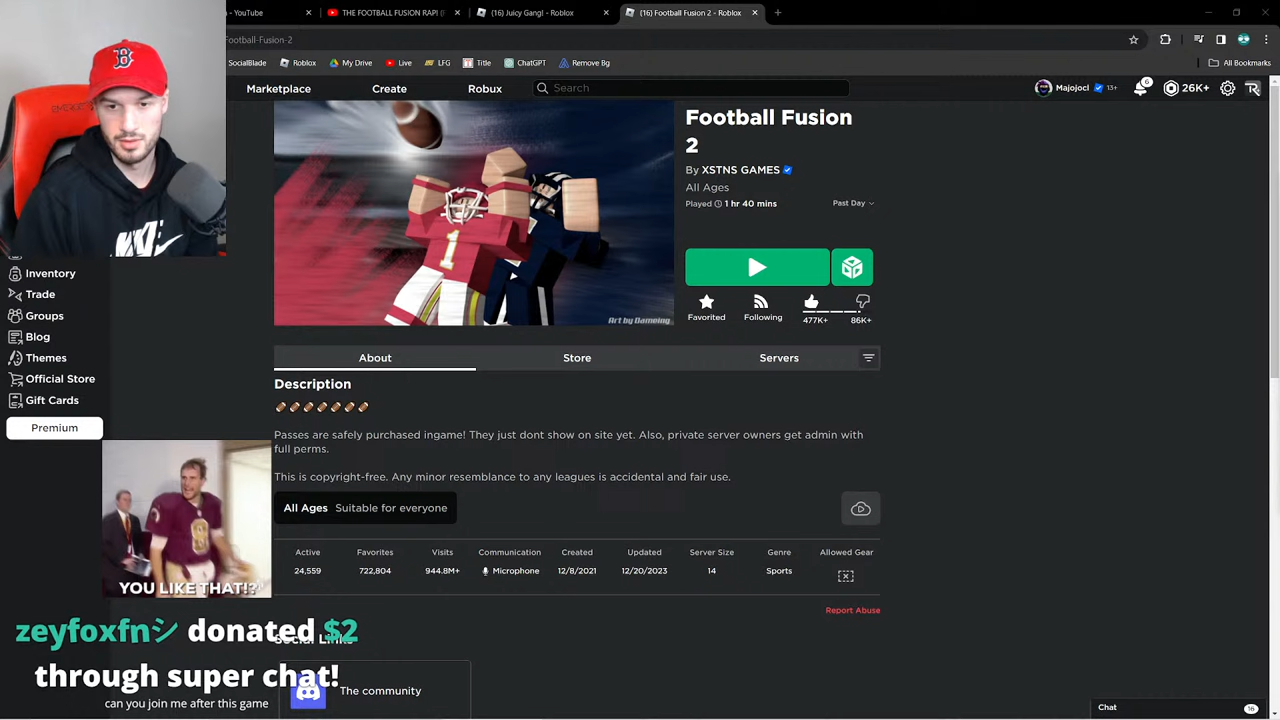 - YouTube
THE FOOTBALL FUSION RAP! (F
(16) Juicy Gang! - Roblox
(16) Football Fusion 2 - Roblox
Football-Fusion-2
SocialBlade
Roblox
My Drive
Live
LFG
Title
ChatGPT
Remove Bg
All Bookmarks
Marketplace
Create
Robux
Search
Majojocl
13+
6
26K+
B
NIKE
Inventory
Trade
Groups
Blog
Themes
Official Store
Gift Cards
Premium
1
Art by Dameing
Football Fusion
2
By XSTNS GAMES
All Ages
Played 1 hr 40 mins
Past Day
Favorited
Following
477K+
86K+
About
Store
Servers
Description
Passes are safely purchased ingame! They just dont show on site yet. Also, private server owners get admin with
full perms.
This is copyright-free. Any minor resemblance to any leagues is accidental and fair use.
All Ages Suitable for everyone
Active
Favorites
Visits
Communication
Created
Updated
Server Size
Genre
Allowed Gear
24,559
722,804
944.8M+
Microphone
12/8/2021
12/20/2023
14
Sports
Report Abuse
Social Links
The community
YOU LIKE THAT!?
zeyfoxfnシ donated $2
through super chat!
can you join me after this game
Chat
16